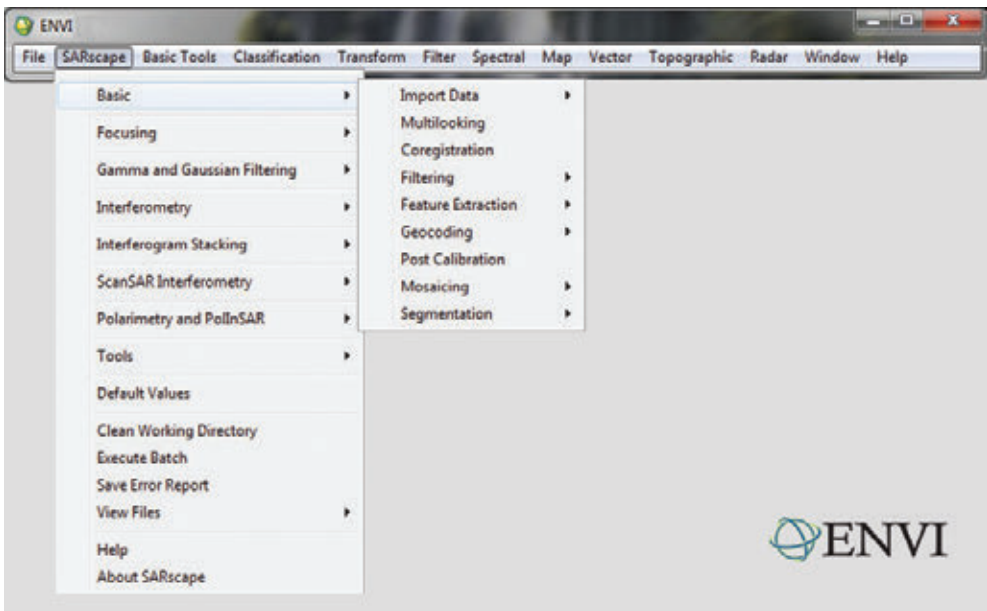 ENVI
File SARscape Basic Tools Classification Transform Filter Spectral Map Vector Topographic Radar Window Help
Basic
Focusing
Gamma and Gaussian Filtering
Interferometry
Interferogram Stacking
ScanSAR Interferometry
Polarimetry and PolInSAR
Tools
Default Values
Clean Working Directory
Execute Batch
Save Error Report
View Files
Help
About SARscape
Import Data
Multilooking
Coregistration
Filtering
Feature Extraction
Geocoding
Post Calibration
Mosaicing
Segmentation
ENVI